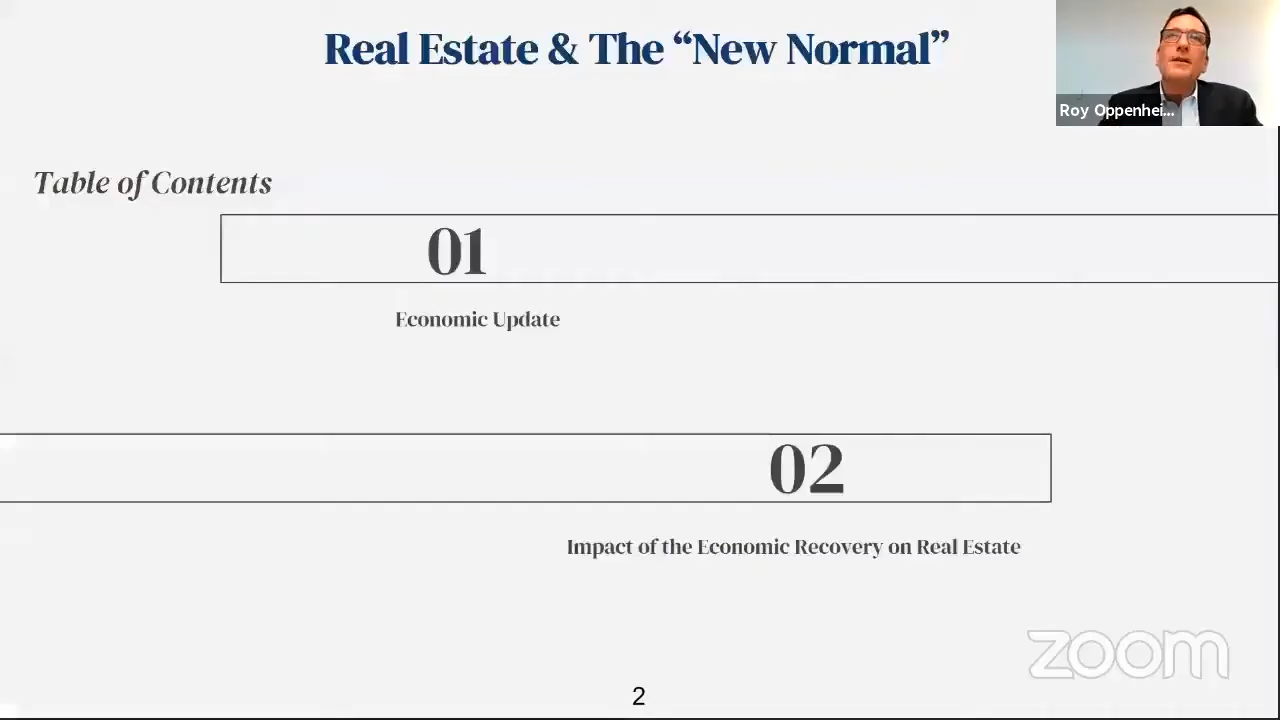 Real Estate & The “New Normal”
Roy Oppenhei...
Table of Contents
01
Economic Update
02
Impact of the Economic Recovery on Real Estate
zoom
2